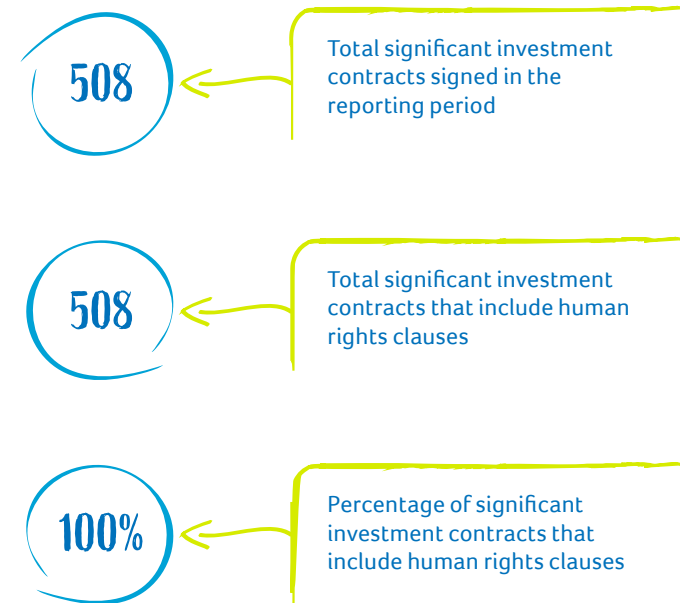 508
Total significant investment
contracts signed in the
reporting period
508
Total significant investment
contracts that include human
rights clauses
100%
Percentage of significant
investment contracts that
include human rights clauses